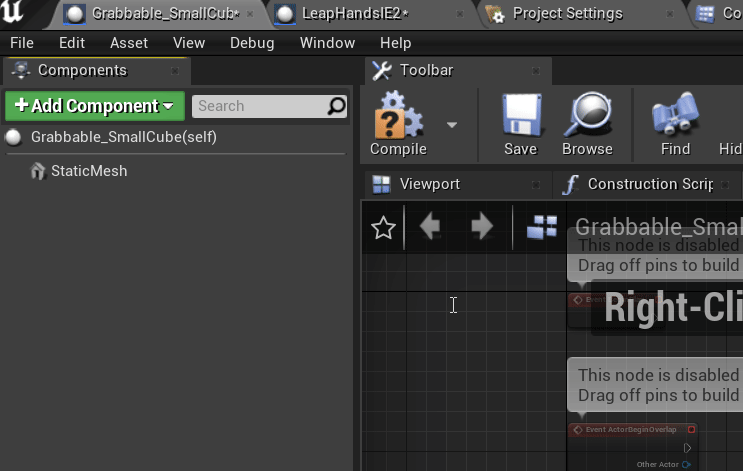 Grabbable_SmallCub*
LeapHandsIE2*
Project Settings
Co
File Edit Asset View Debug Window Help
Components
Toolbar
+Add Component
Search
Grabbable_SmallCube(self)
StaticMesh
Compile
Save
Browse
Find
Hid
Viewport
Construction Scrip
Grabbable_Smal
This node is disabled
Drag off pins to build
Right-Cli
This node is disabled
Drag off pins to build
Event ActorBeginOverlap
Other Actor